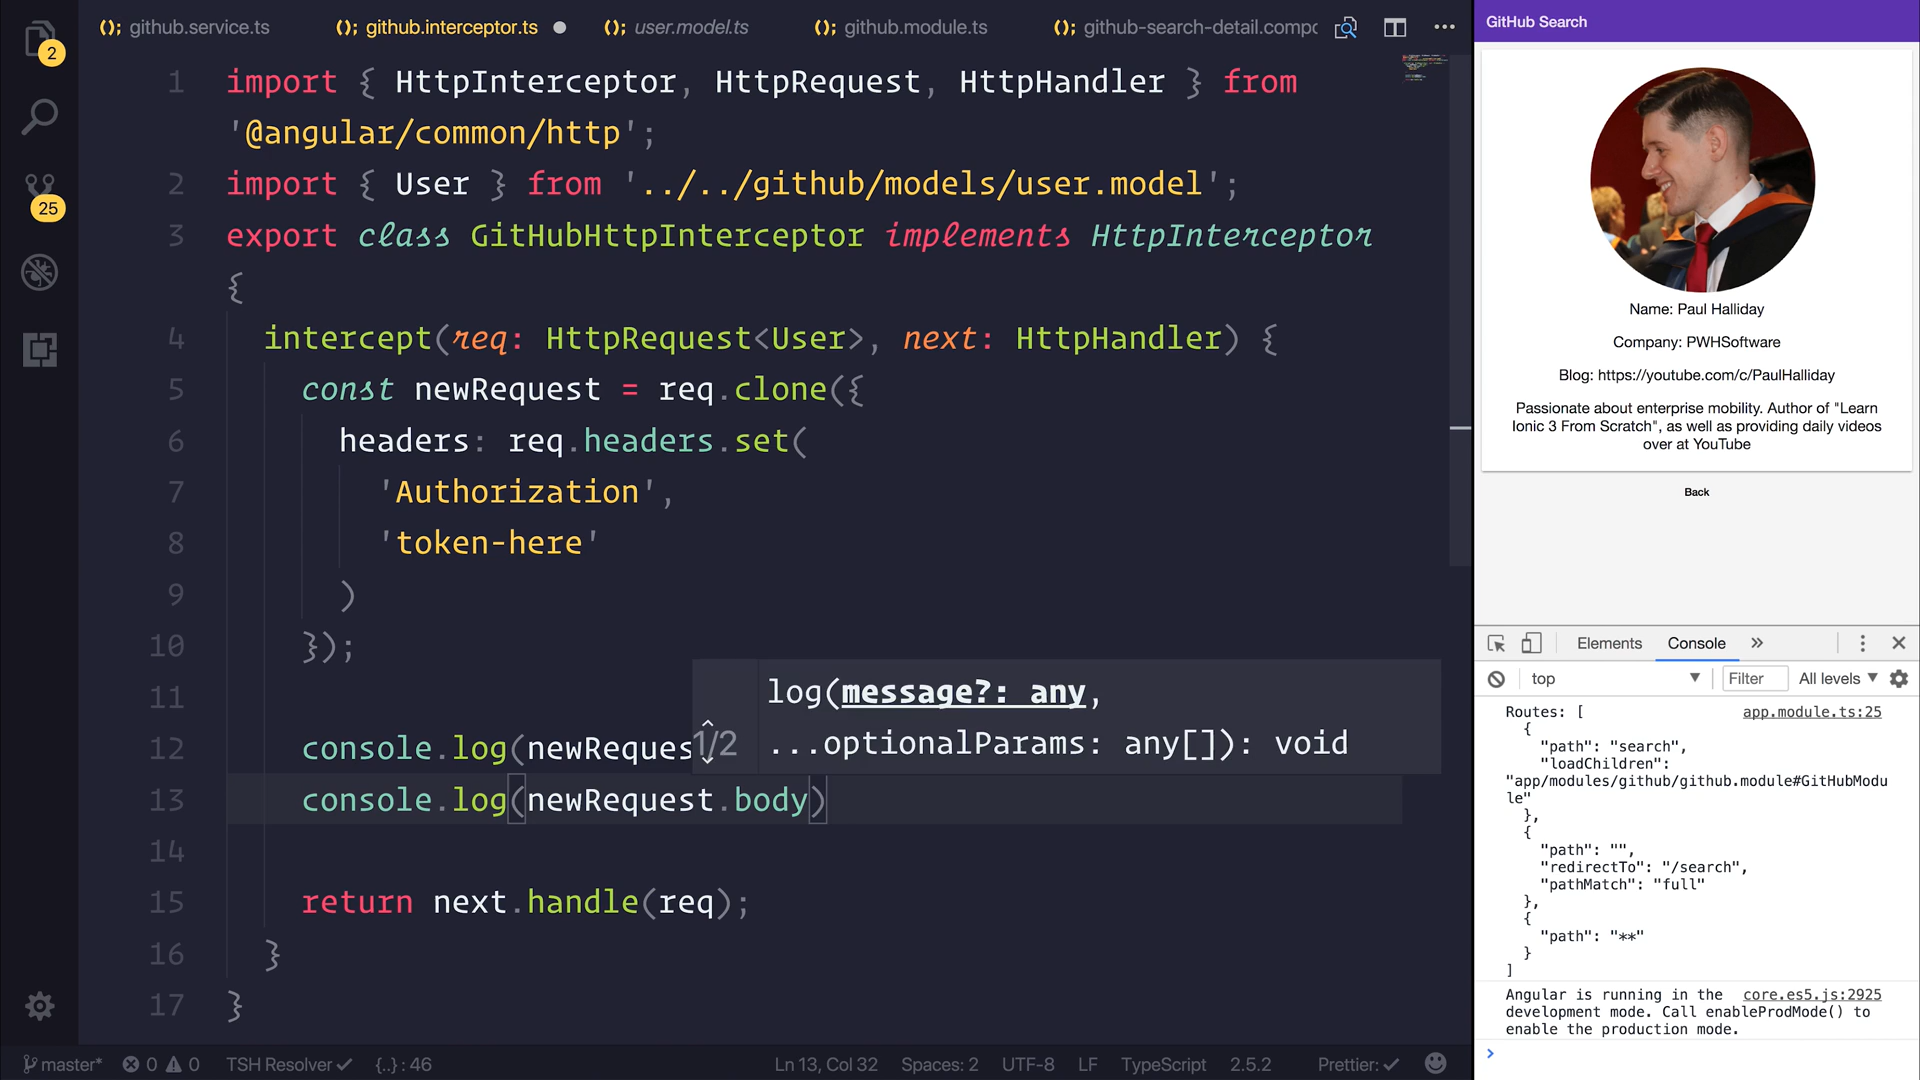 github.service.ts
github.interceptor.ts
user.model.ts
github.module.ts
github-search-detail.compo
2
25
1 import { HttpInterceptor, HttpRequest, HttpHandler } from
'@angular/common/http';
2 import { User } from '../../github/models/user.model';
3 export class GitHubHttpInterceptor implements HttpInterceptor
{
4 intercept(req: HttpRequest<User>, next: HttpHandler) {
5 const newRequest = req.clone({
6 headers: req.headers.set(
7 'Authorization',
8 'token-here'
9 )
10 });
11
12 console.log(newReques
1/2
log(message?: any,
...optionalParams: any[]): void
13 console.log(newRequest.body)
14
15 return next.handle(req);
16 }
17 }
master*
0
0
TSH Resolver
{..} : 46
Ln 13, Col 32
Spaces: 2
UTF-8
LF
TypeScript
2.5.2
Prettier:
GitHub Search
Name: Paul Halliday
Company: PWHSoftware
Blog: https://youtube.com/c/PaulHalliday
Passionate about enterprise mobility. Author of "Learn
Ionic 3 From Scratch", as well as providing daily videos
over at YouTube
Back
Elements
Console
top
Filter
All levels
Routes: [ app.module.ts:25
{
"path": "search",
"loadChildren":
"app/modules/github/github.module#GitHubModu
le"
},
{
"path": "",
"redirectTo": "/search",
"pathMatch": "full"
},
{
"path": "**"
}
]
Angular is running in the core.es5.js:2925
development mode. Call enableProdMode() to
enable the production mode.